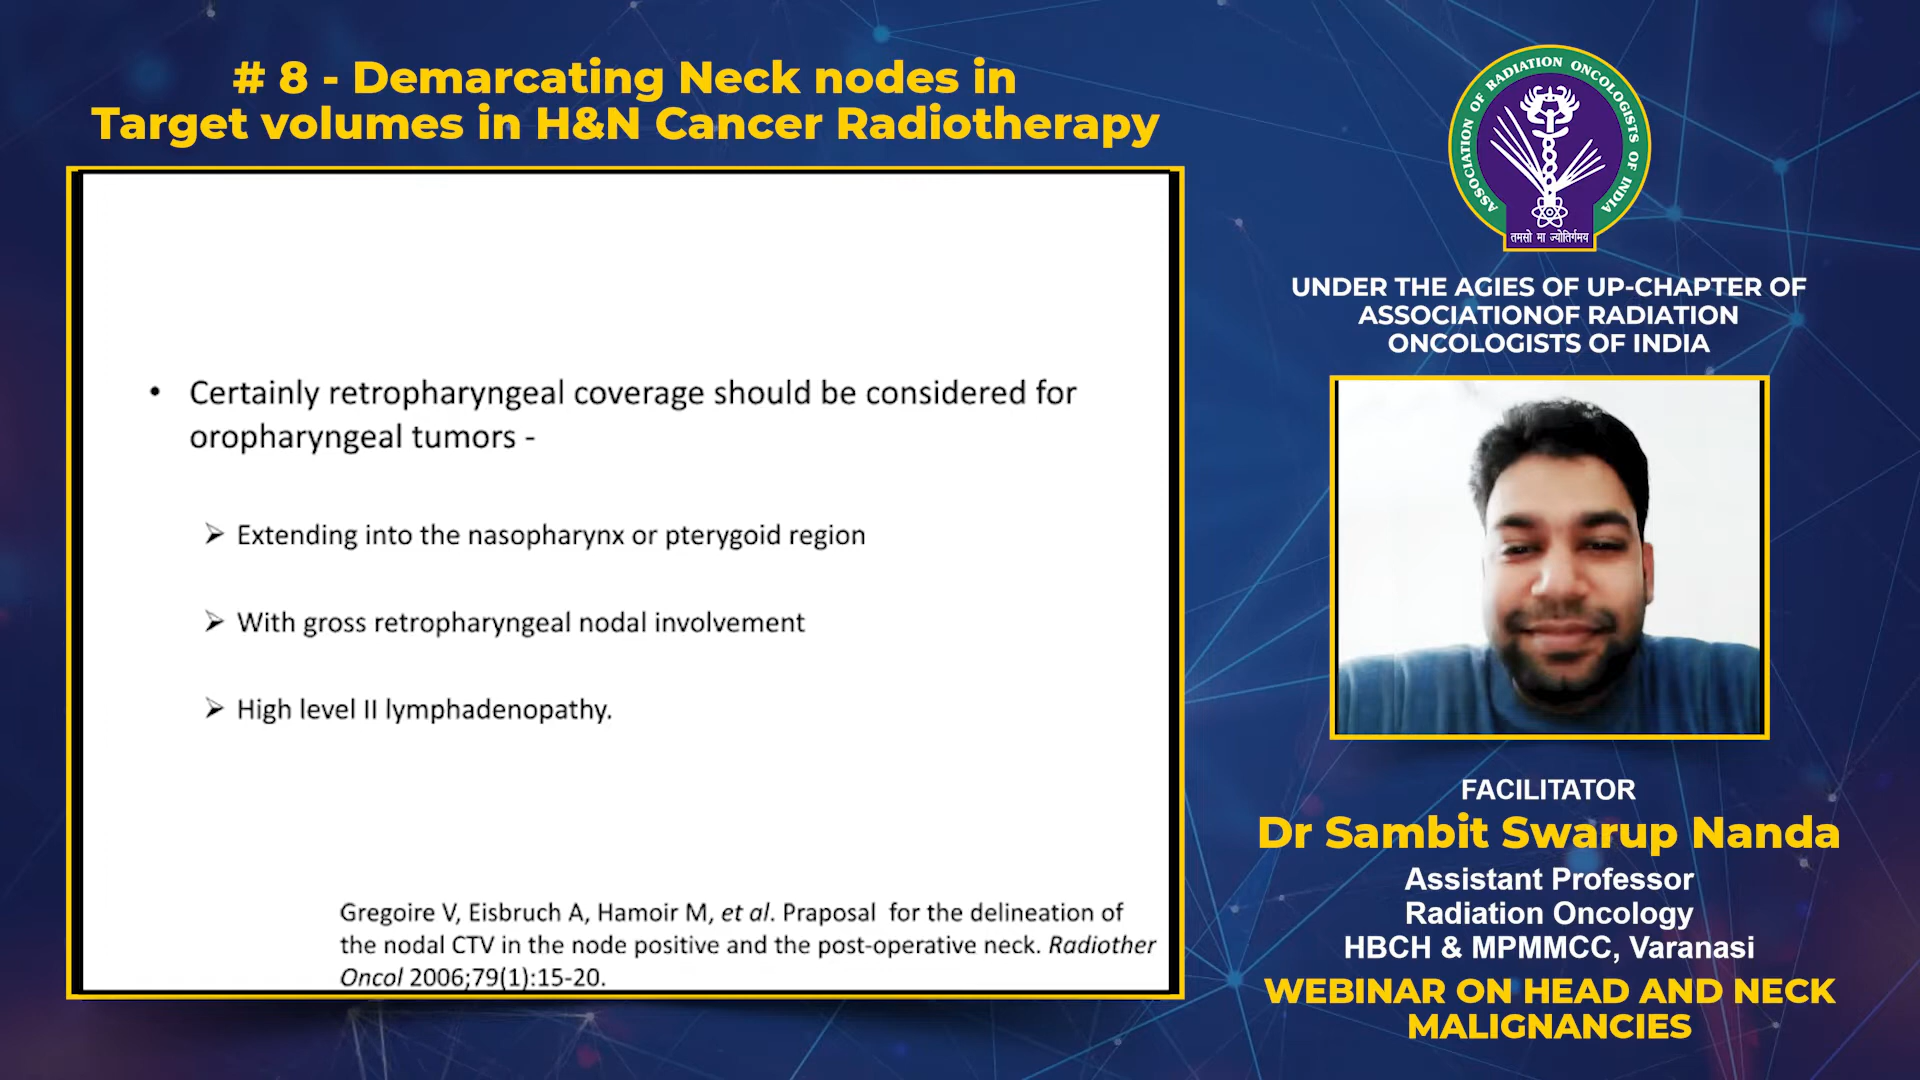 # 8 - Demarcating Neck nodes in
Target volumes in H&N Cancer Radiotherapy
• Certainly retropharyngeal coverage should be considered for
oropharyngeal tumors -
➢ Extending into the nasopharynx or pterygoid region
➢ With gross retropharyngeal nodal involvement
➢ High level II lymphadenopathy.
Gregoire V, Eisbruch A, Hamoir M, et al. Praposal for the delineation of
the nodal CTV in the node positive and the post-operative neck. Radiother
Oncol 2006;79(1):15-20.
ASSOCIATION OF RADIATION ONCOLOGISTS OF INDIA
तमसो मा ज्योतिर्गमय
UNDER THE AGIES OF UP-CHAPTER OF
ASSOCIATIONOF RADIATION
ONCOLOGISTS OF INDIA
FACILITATOR
Dr Sambit Swarup Nanda
Assistant Professor
Radiation Oncology
HBCH & MPMMCC, Varanasi
WEBINAR ON HEAD AND NECK
MALIGNANCIES